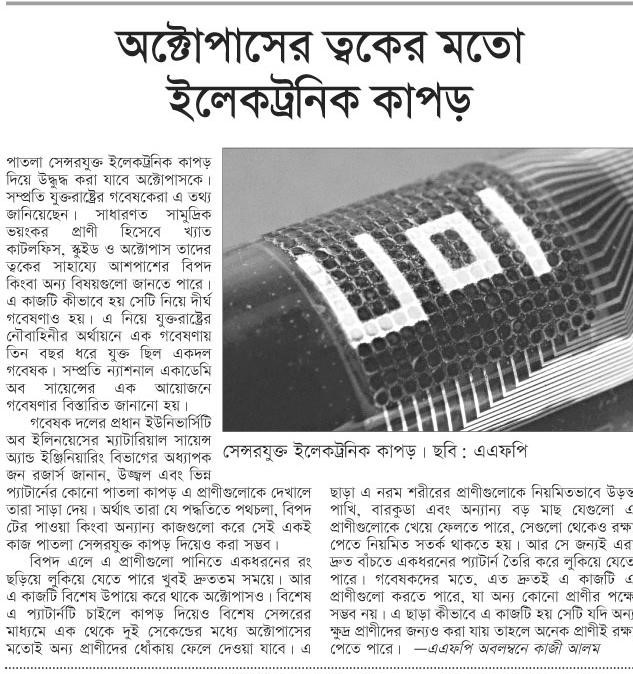 অক্টোপাসের ত্বকের মতো
ইলেকট্রনিক কাপড়
পাতলা সেন্সরযুক্ত ইলেকট্রনিক কাপড়
দিয়ে উদ্ধুদ্ধ করা যাবে অক্টোপাসকে।
সম্প্রতি যুক্তরাষ্ট্রের গবেষকেরা এ তথ্য
জানিয়েছেন। সাধারণত সামুদ্রিক
ভয়ংকর প্রাণী হিসেবে খ্যাত
কাটলফিস, স্কুইড ও অক্টোপাস তাদের
ত্বকের সাহায্যে আশপাশের বিপদ
কিংবা অন্য বিষয়গুলো জানতে পারে।
এ কাজটি কীভাবে হয় সেটি নিয়ে দীর্ঘ
গবেষণাও হয়। এ নিয়ে যুক্তরাষ্ট্রের
নৌবাহিনীর অর্থায়নে এক গবেষণায়
তিন বছর ধরে যুক্ত ছিল একদল
গবেষক। সম্প্রতি ন্যাশনাল একাডেমি
অব সায়েন্সের এক আয়োজনে
গবেষণার বিস্তারিত জানানো হয়।
গবেষক দলের প্রধান ইউনিভার্সিটি
অব ইলিনয়েসের ম্যাটারিয়াল সায়েন্স
অ্যান্ড ইঞ্জিনিয়ারিং বিভাগের অধ্যাপক
জন রজার্স জানান, উজ্জ্বল এবং ভিন্ন
প্যাটার্নের কোনো পাতলা কাপড় এ প্রাণীগুলোকে দেখালে
তারা সাড়া দেয়। অর্থাৎ তারা যে পদ্ধতিতে পথচলা, বিপদ
টের পাওয়া কিংবা অন্যান্য কাজগুলো করে সেই একই
কাজ পাতলা সেন্সরযুক্ত কাপড় দিয়েও করা সম্ভব।
বিপদ এলে এ প্রাণীগুলো পানিতে একধরনের রং
ছড়িয়ে লুকিয়ে যেতে পারে খুবই দ্রুততম সময়ে। আর
এ কাজটি বিশেষ উপায়ে করে থাকে অক্টোপাসও। বিশেষ
এ প্যাটার্নটি চাইলে কাপড় দিয়েও বিশেষ সেন্সরের
মাধ্যমে এক থেকে দুই সেকেন্ডের মধ্যে অক্টোপাসের
মতোই অন্য প্রাণীদের ধোঁকায় ফেলে দেওয়া যাবে। এ
সেন্সরযুক্ত ইলেকট্রনিক কাপড়। ছবি : এএফপি
ছাড়া এ নরম শরীরের প্রাণীগুলোকে নিয়মিতভাবে উড়ন্ত
পাখি, বারকুডা এবং অন্যান্য বড় মাছ যেগুলো এ
প্রাণীগুলোকে খেয়ে ফেলতে পারে, সেগুলো থেকেও রক্ষা
পেতে নিয়মিত সতর্ক থাকতে হয়। আর সে জন্যই এরা
দ্রুত বাঁচতে একধরনের প্যাটার্ন তৈরি করে লুকিয়ে যেতে
পারে। গবেষকদের মতে, এত দ্রুতই এ কাজটি এ
প্রাণীগুলো করতে পারে, যা অন্য কোনো প্রাণীর পক্ষে
সম্ভব নয়। এ ছাড়া কীভাবে এ কাজটি হয় সেটি যদি অন্য
ক্ষুদ্র প্রাণীদের জন্যও করা যায় তাহলে অনেক প্রাণীই রক্ষা
পেতে পারে। —এএফপি অবলম্বনে কাজী আলম